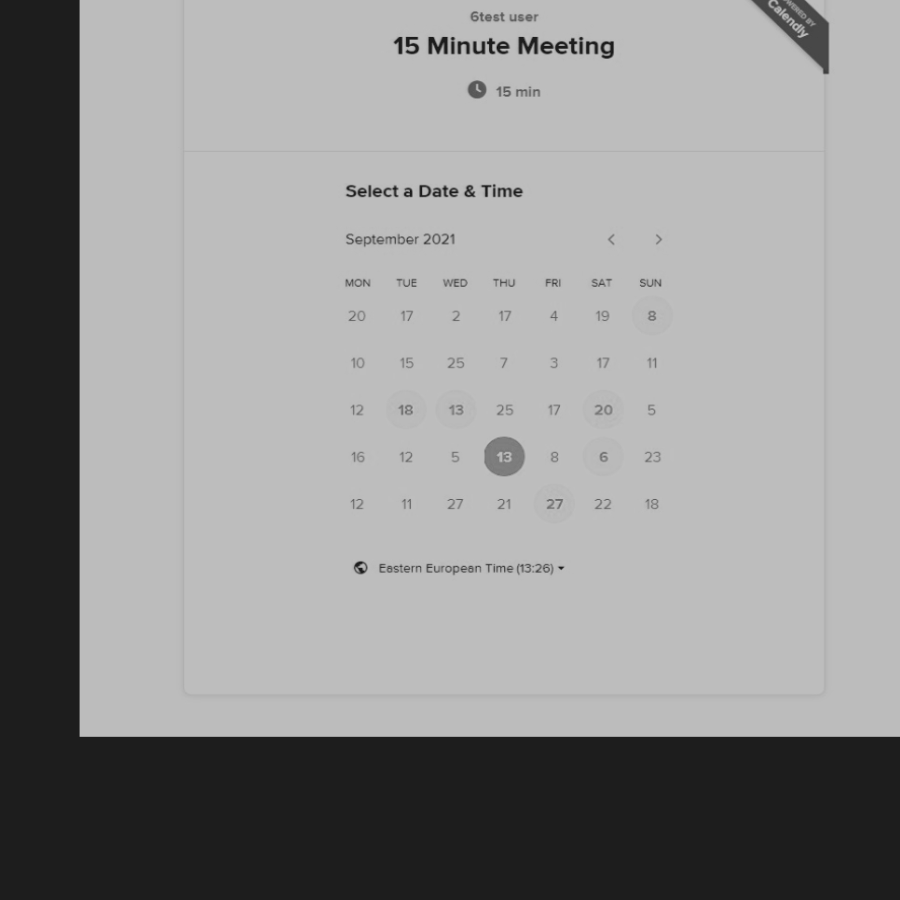 6test user
15 Minute Meeting
15 min
POWERED BY
Calendly
Select a Date & Time
September 2021
MON TUE WED THU FRI SAT SUN
20 17 2 17 4 19 8
10 15 25 7 3 17 11
12 18 13 25 17 20 5
16 12 5 13 8 6 23
12 11 27 21 27 22 18
Eastern European Time (13:26)